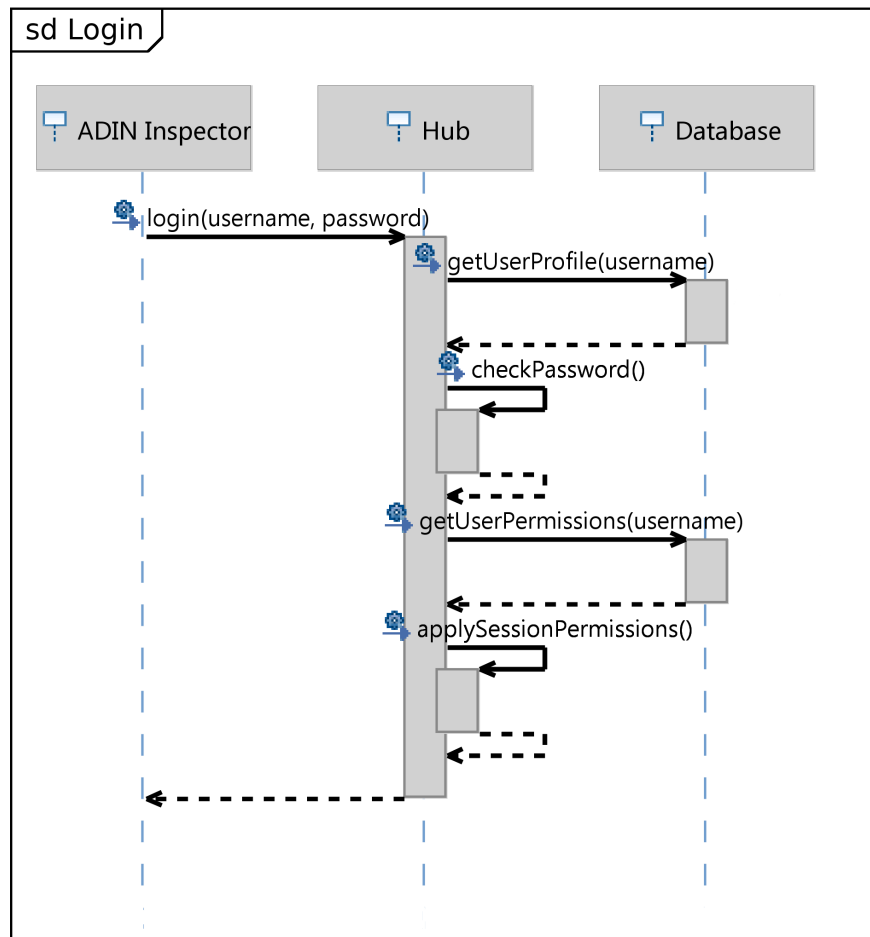 sd Login
ADIN Inspector
Hub
Database
login(username, password)
getUserProfile(username)
checkPassword()
getUserPermissions(username)
applySessionPermissions()